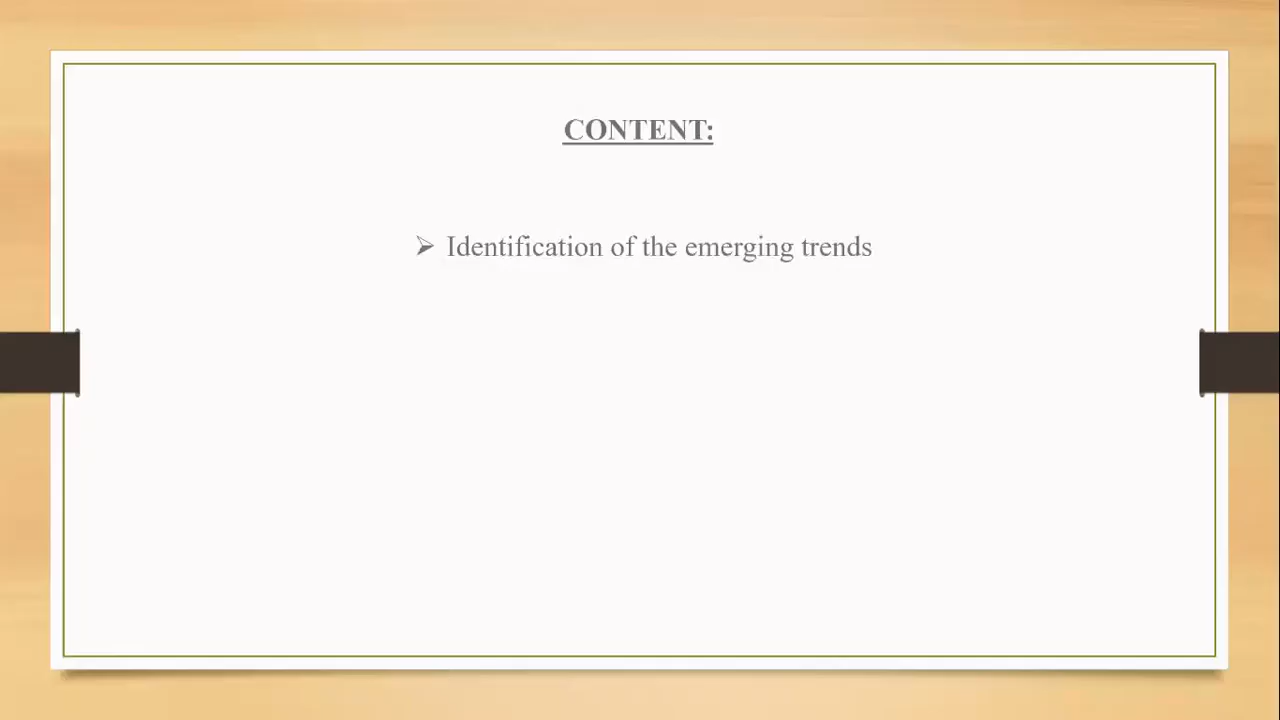 CONTENT:
➢ Identification of the emerging trends